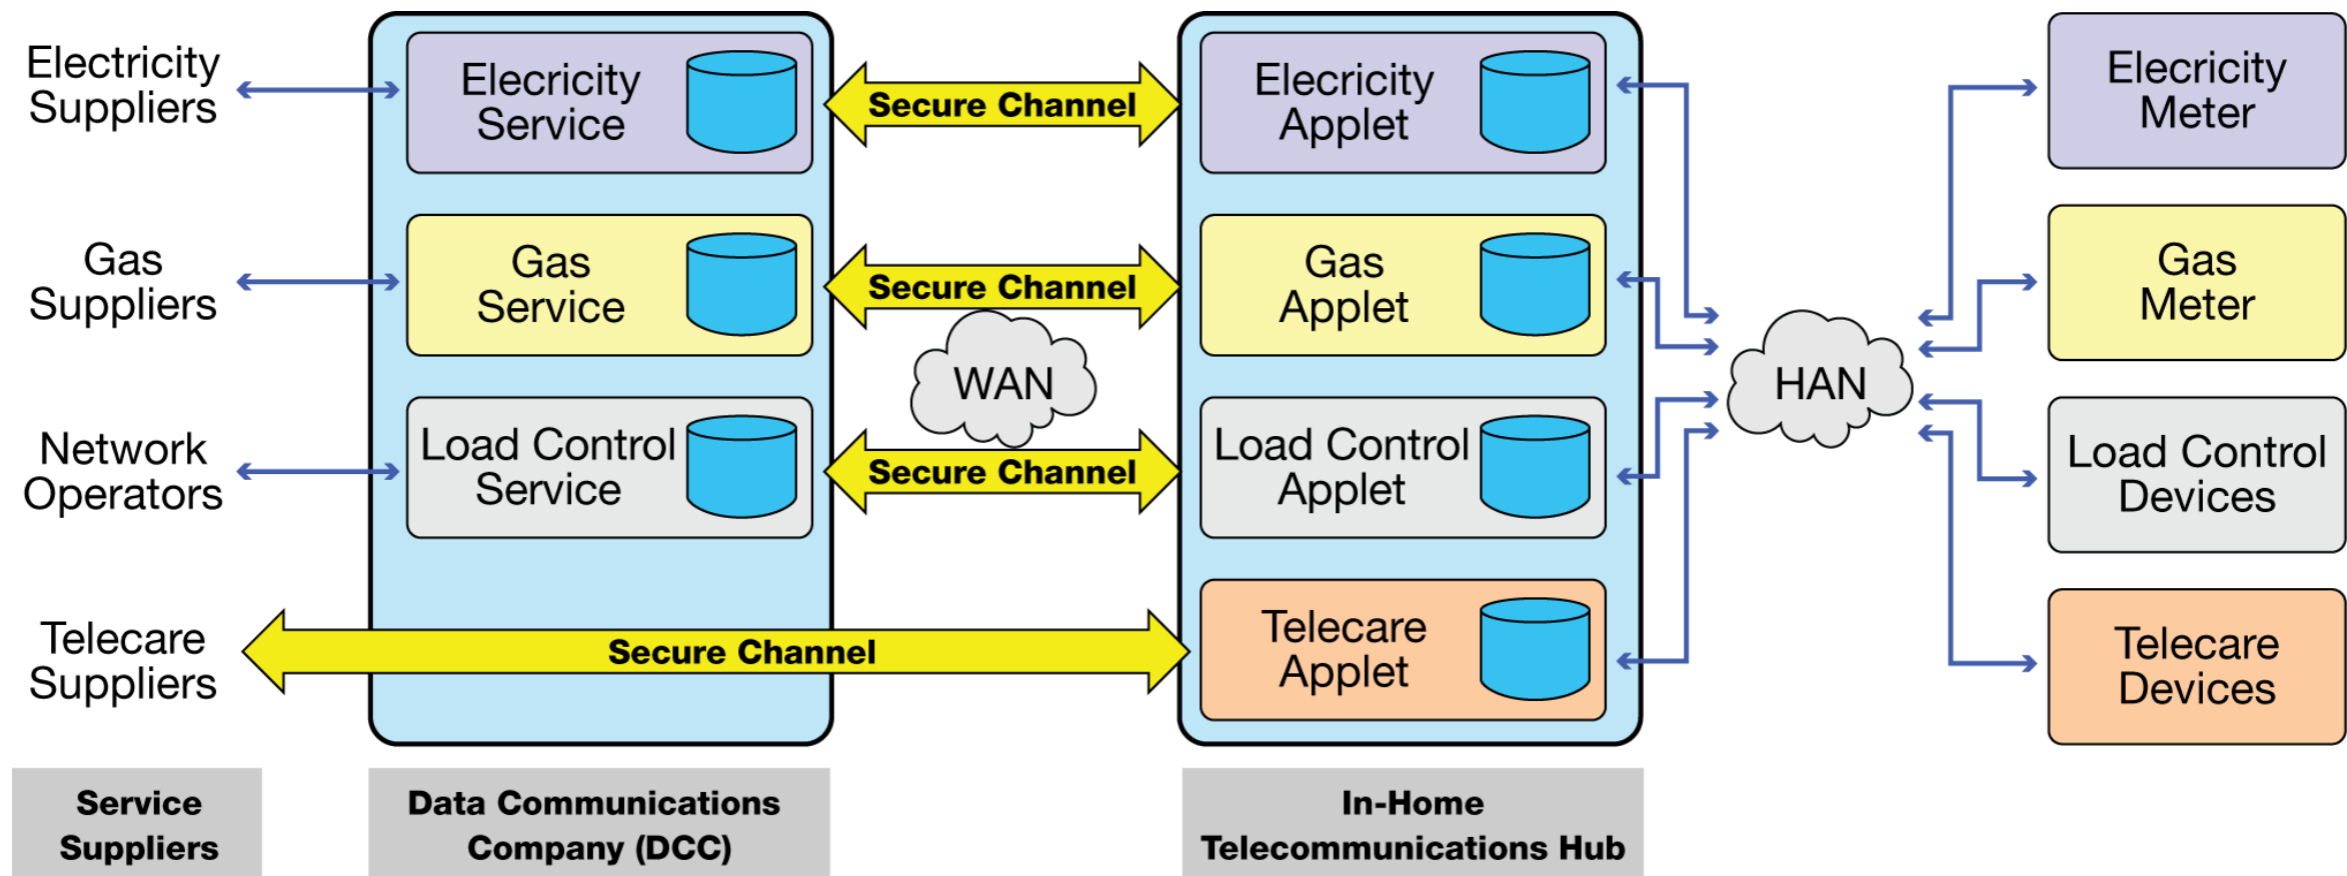 Electricity
Suppliers
Elecricity
Service
Secure Channel
Elecricity
Applet
Elecricity
Meter
Gas
Suppliers
Gas
Service
Secure Channel
Gas
Applet
Gas
Meter
WAN
HAN
Network
Operators
Load Control
Service
Secure Channel
Load Control
Applet
Load Control
Devices
Telecare
Suppliers
Secure Channel
Telecare
Applet
Telecare
Devices
Service
Suppliers
Data Communications
Company (DCC)
In-Home
Telecommunications Hub